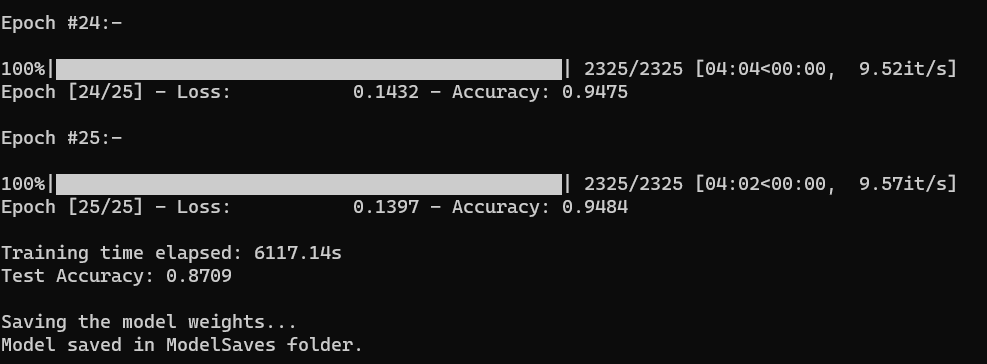 Epoch #24:-
100%|██████████████████████████████████████████████| 2325/2325 [04:04<00:00,  9.52it/s]
Epoch [24/25] - Loss:           0.1432 - Accuracy: 0.9475
Epoch #25:-
100%|██████████████████████████████████████████████| 2325/2325 [04:02<00:00,  9.57it/s]
Epoch [25/25] - Loss:           0.1397 - Accuracy: 0.9484
Training time elapsed: 6117.14s
Test Accuracy: 0.8709
Saving the model weights...
Model saved in ModelSaves folder.